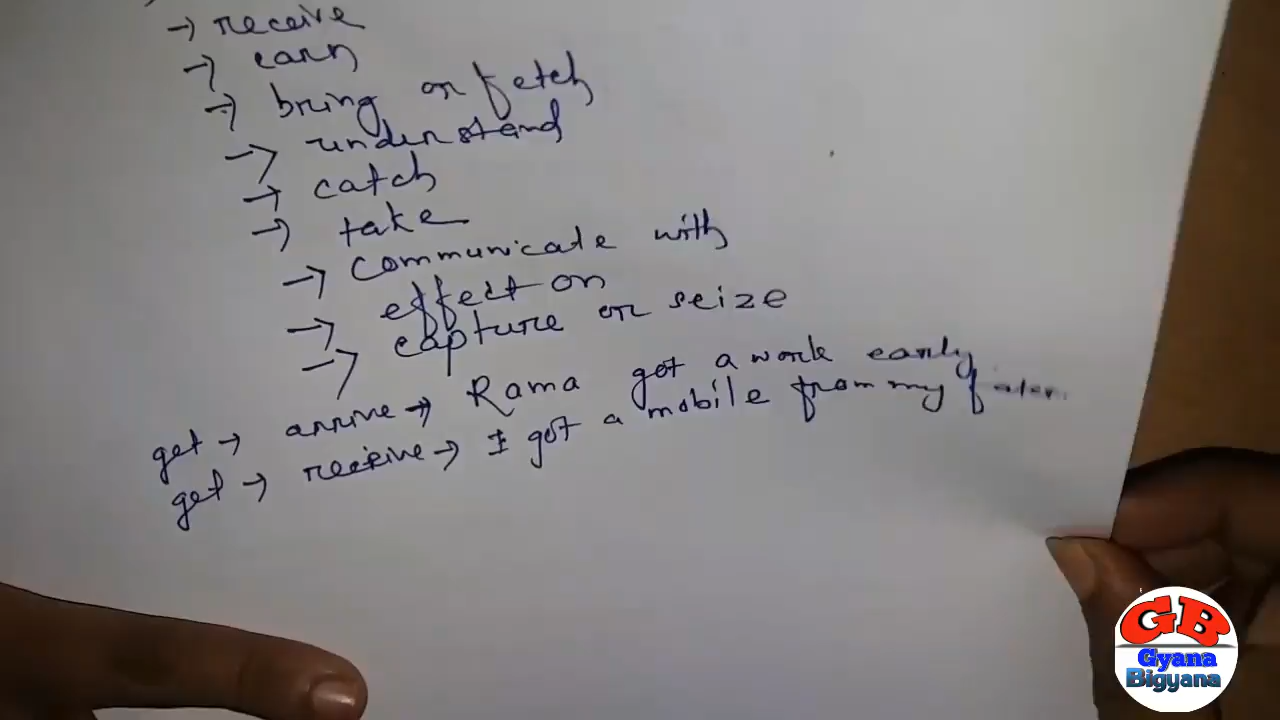 → receive
→ earn
→ bring or fetch
→ understand
→ catch
→ take
→ communicate with
→ effect on
→ capture or seize
get → arrive → Rama got a work early
get → receive → I got a mobile from my
GB
Gyana
Bigyana